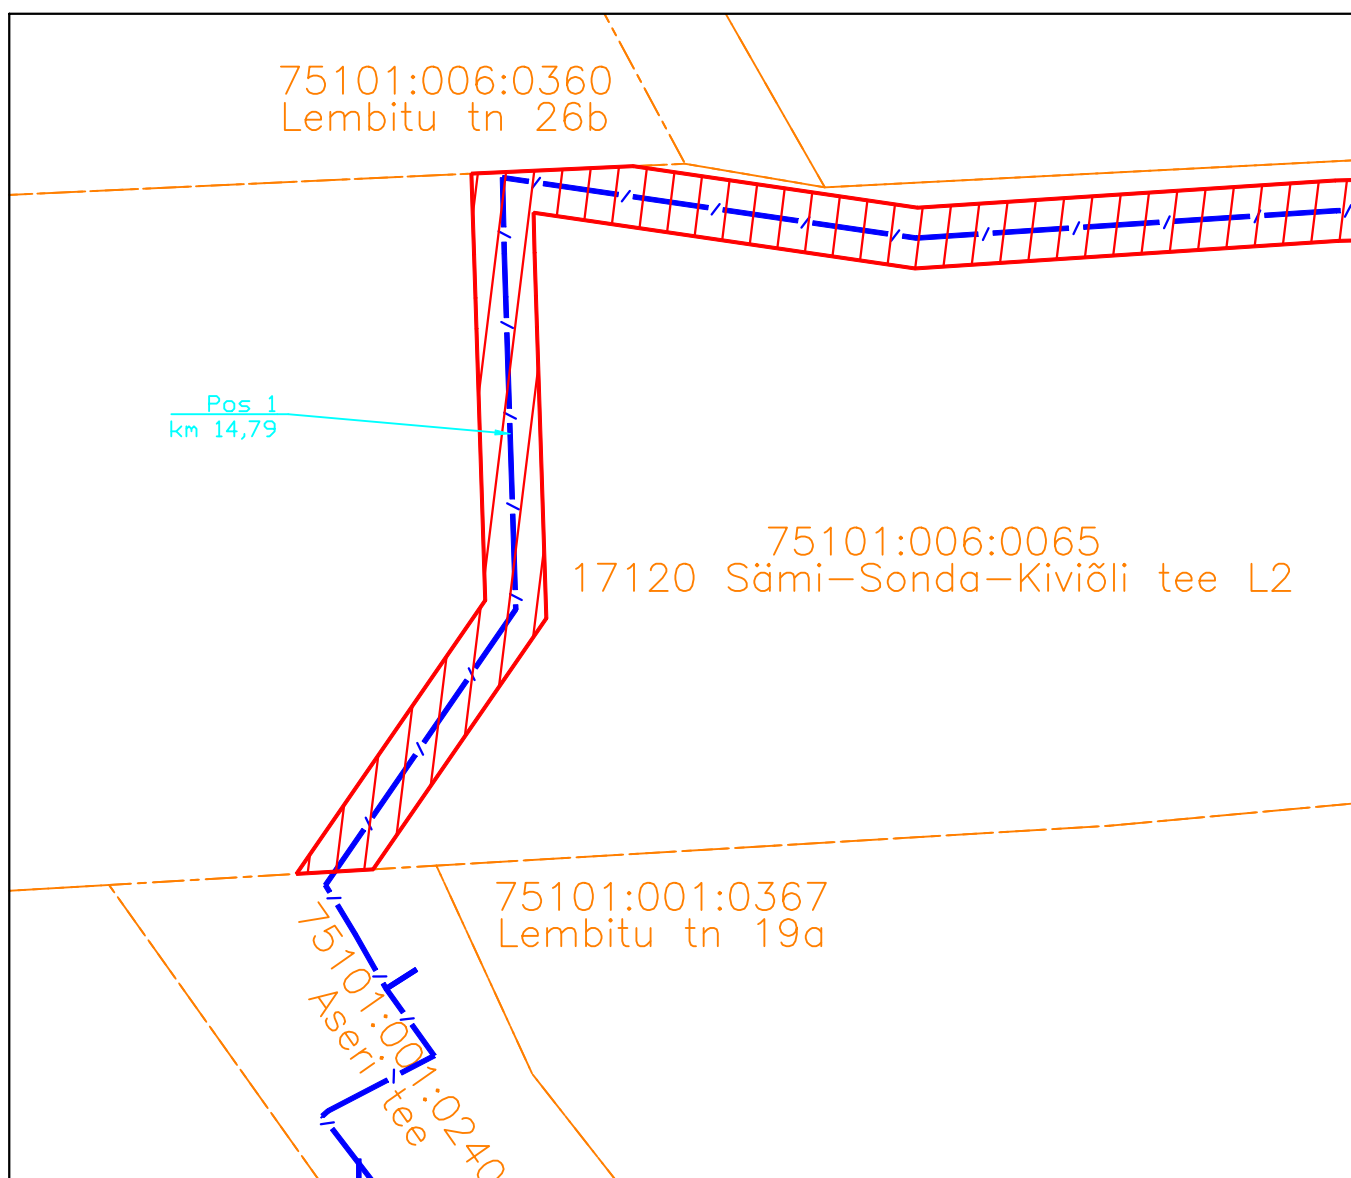 75101:006:0360
Lembitu tn 26b
Pos 1
km 14,79
75101:006:0065
17120 Sämi-Sonda-Kiviõli tee L2
75101:001:0367
Lembitu tn 19a
75101:001:0240
Aseri tee